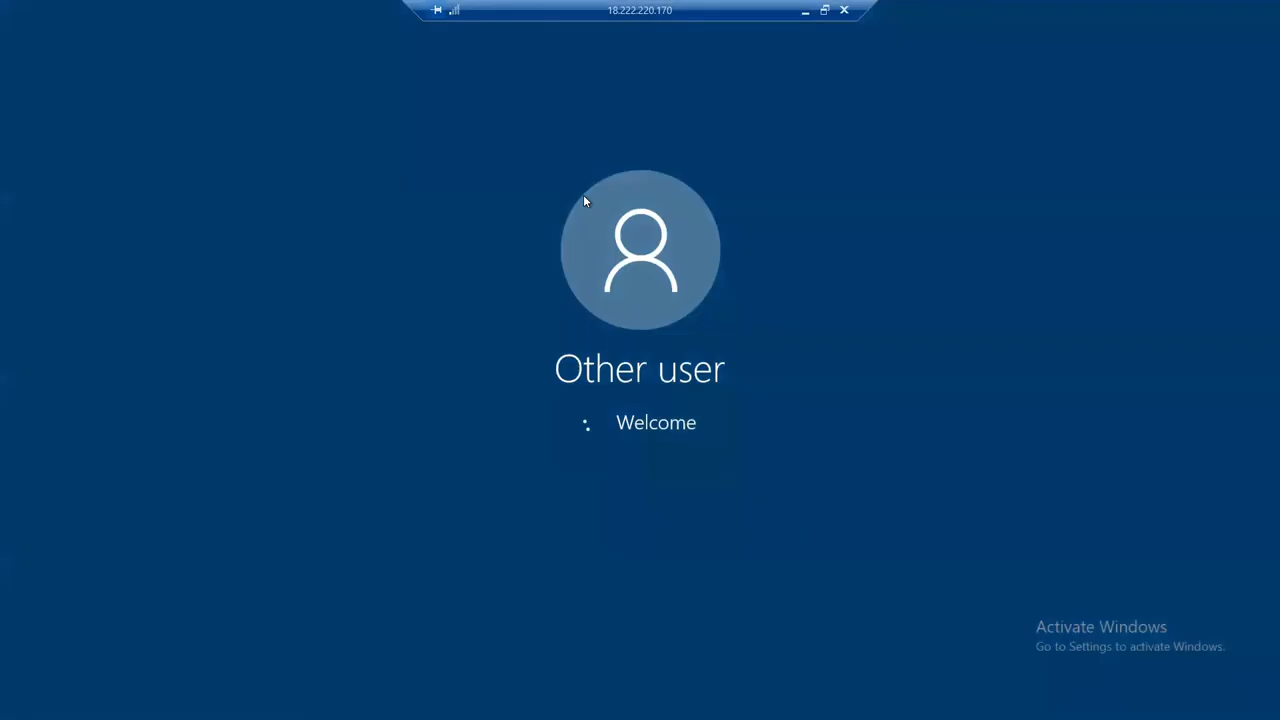 18.222.220.170
Other user
Welcome
Activate Windows
Go to Settings to activate Windows.